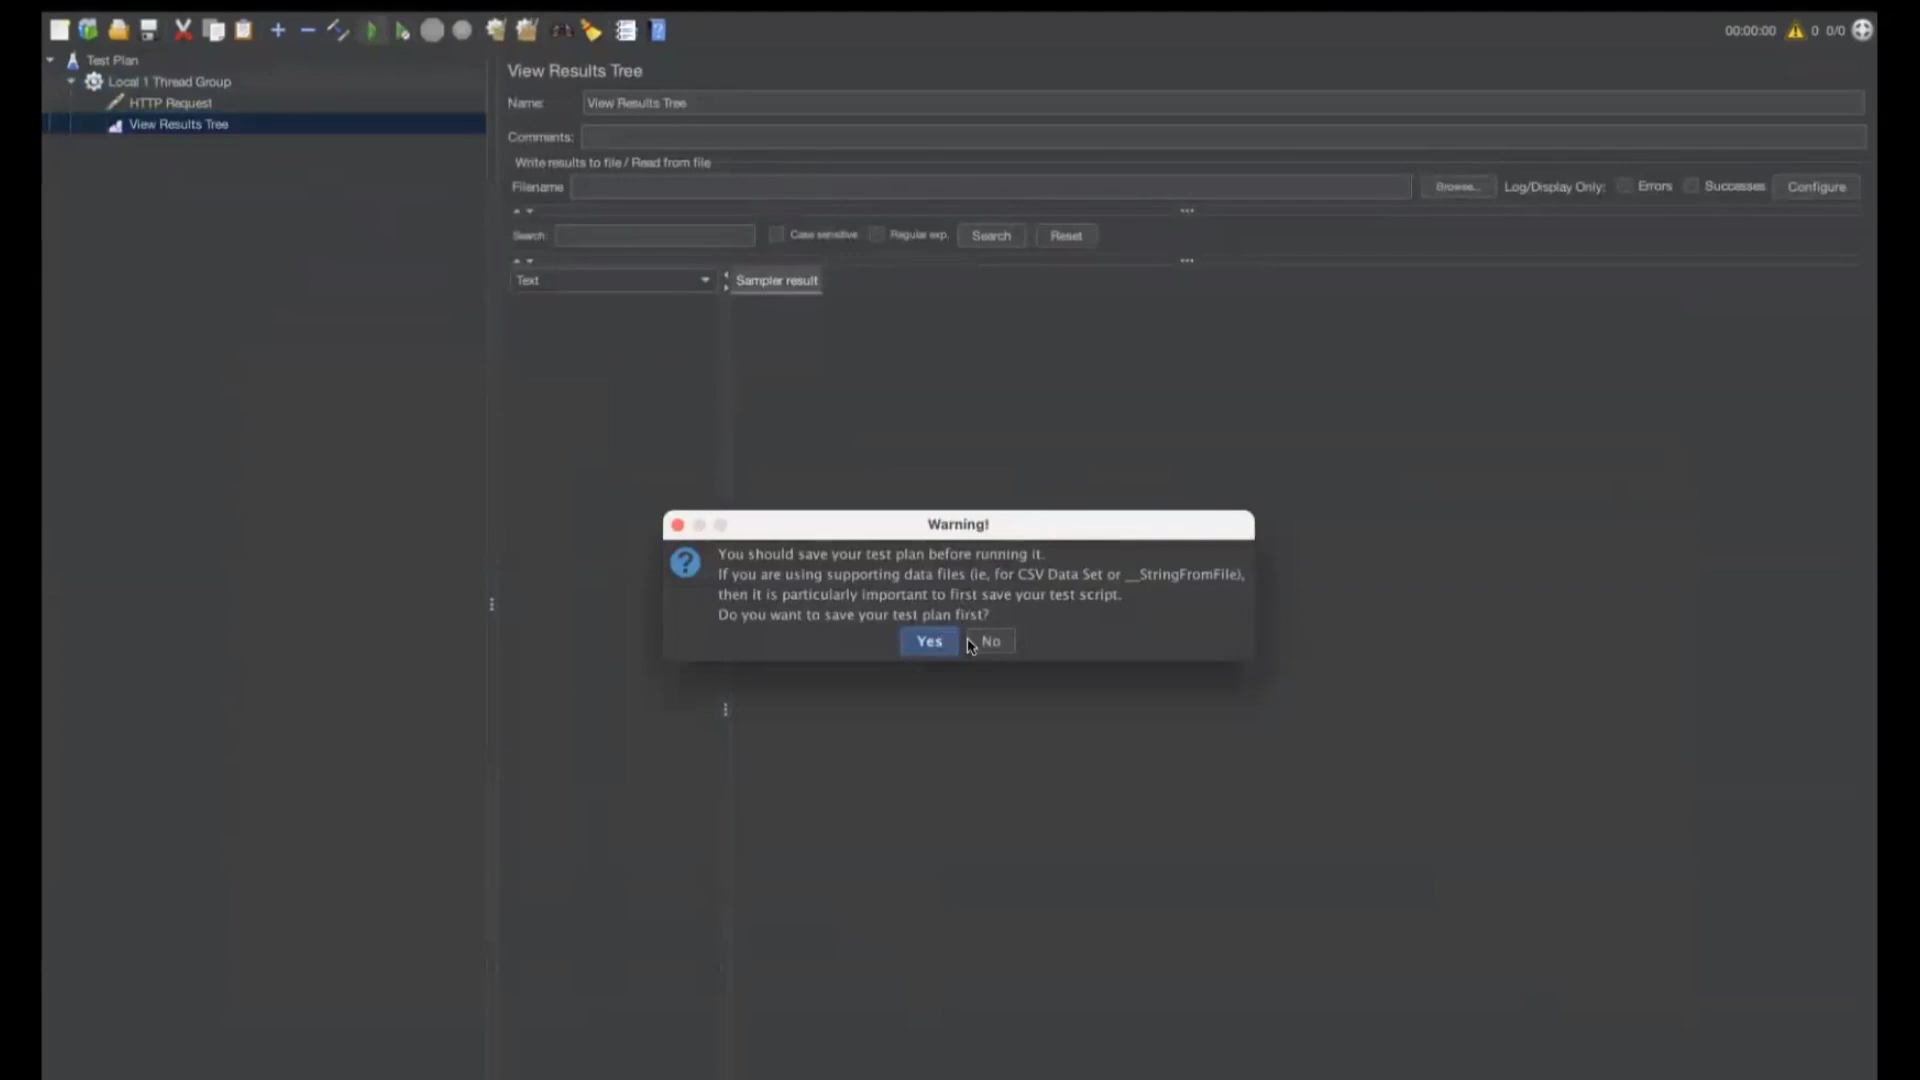 00:00:00 0 0/0
Test Plan
Local 1 Thread Group
HTTP Request
View Results Tree
View Results Tree
Name: View Results Tree
Comments:
Write results to file / Read from file
Filename Browse... Log/Display Only: Errors Successes Configure
Search: Case sensitive Regular exp. Search Reset
Text Sampler result
Warning!
You should save your test plan before running it.
If you are using supporting data files (ie, for CSV Data Set or __StringFromFile),
then it is particularly important to first save your test script.
Do you want to save your test plan first?
Yes No